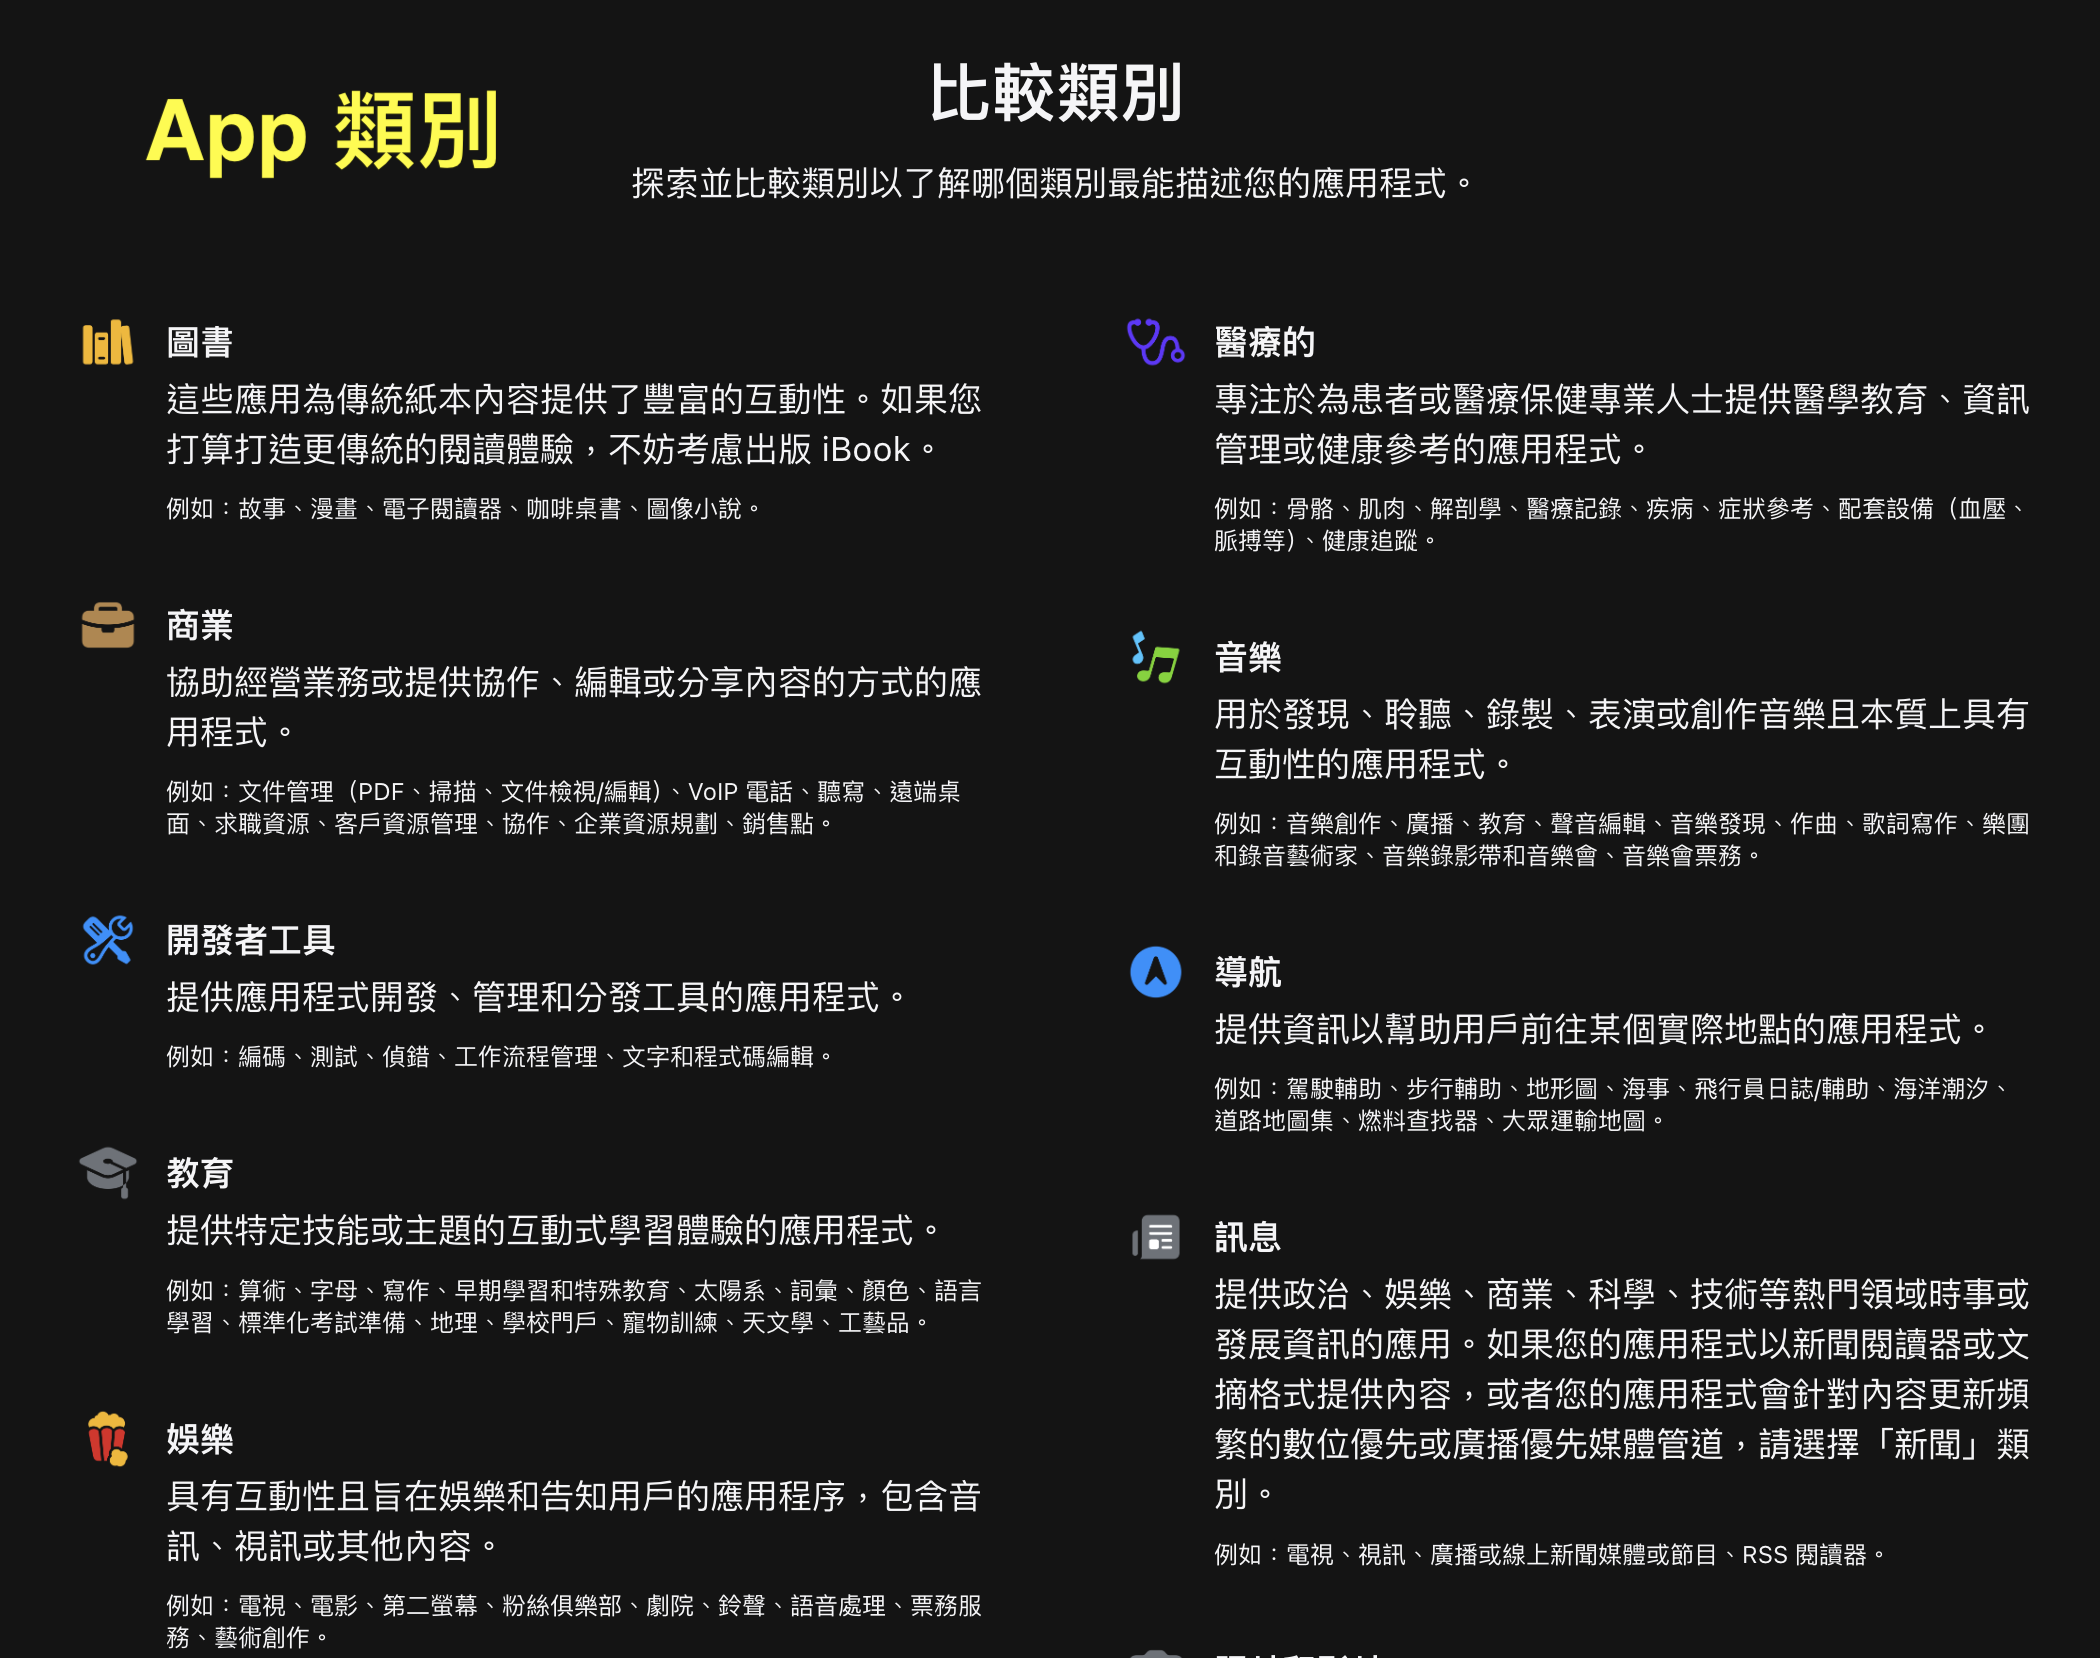 App 類別
比較類別
探索並比較類別以了解哪個類別最能描述您的應用程式。
圖書
這些應用為傳統紙本內容提供了豐富的互動性。如果您
打算打造更傳統的閱讀體驗，不妨考慮出版 iBook。
例如：故事、漫畫、電子閱讀器、咖啡桌書、圖像小說。
商業
協助經營業務或提供協作、編輯或分享內容的方式的應
用程式。
例如：文件管理（PDF、掃描、文件檢視/編輯）、VoIP 電話、聽寫、遠端桌
面、求職資源、客戶資源管理、協作、企業資源規劃、銷售點。
開發者工具
提供應用程式開發、管理和分發工具的應用程式。
例如：編碼、測試、偵錯、工作流程管理、文字和程式碼編輯。
教育
提供特定技能或主題的互動式學習體驗的應用程式。
例如：算術、字母、寫作、早期學習和特殊教育、太陽系、詞彙、顏色、語言
學習、標準化考試準備、地理、學校門戶、寵物訓練、天文學、工藝品。
娛樂
具有互動性且旨在娛樂和告知用戶的應用程序，包含音
訊、視訊或其他內容。
例如：電視、電影、第二螢幕、粉絲俱樂部、劇院、鈴聲、語音處理、票務服
務、藝術創作。
醫療的
專注於為患者或醫療保健專業人士提供醫學教育、資訊
管理或健康參考的應用程式。
例如：骨骼、肌肉、解剖學、醫療記錄、疾病、症狀參考、配套設備（血壓、
脈搏等）、健康追蹤。
音樂
用於發現、聆聽、錄製、表演或創作音樂且本質上具有
互動性的應用程式。
例如：音樂創作、廣播、教育、聲音編輯、音樂發現、作曲、歌詞寫作、樂團
和錄音藝術家、音樂錄影帶和音樂會、音樂會票務。
導航
提供資訊以幫助用戶前往某個實際地點的應用程式。
例如：駕駛輔助、步行輔助、地形圖、海事、飛行員日誌/輔助、海洋潮汐、
道路地圖集、燃料查找器、大眾運輸地圖。
訊息
提供政治、娛樂、商業、科學、技術等熱門領域時事或
發展資訊的應用。如果您的應用程式以新聞閱讀器或文
摘格式提供內容，或者您的應用程式會針對內容更新頻
繁的數位優先或廣播優先媒體管道，請選擇「新聞」類
別。
例如：電視、視訊、廣播或線上新聞媒體或節目、RSS 閱讀器。